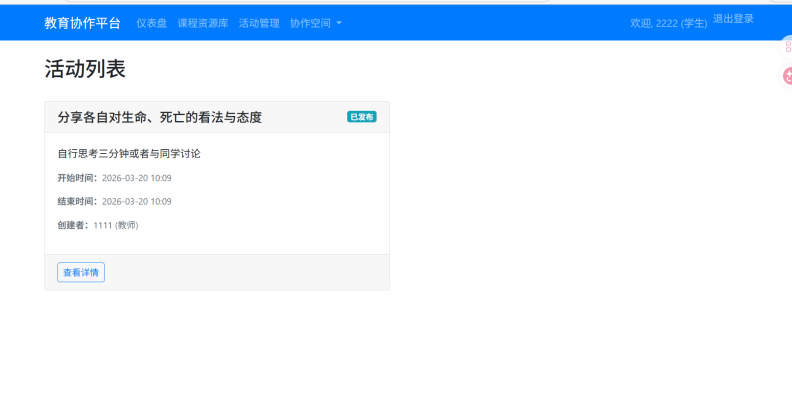 教育协作平台 仪表盘 课程资源库 活动管理 协作空间 欢迎, 2222 (学生) 退出登录
活动列表
分享各自对生命、死亡的看法与态度 已发布
自行思考三分钟或者与同学讨论
开始时间：2026-03-20 10:09
结束时间：2026-03-20 10:09
创建者：1111 (教师)
查看详情